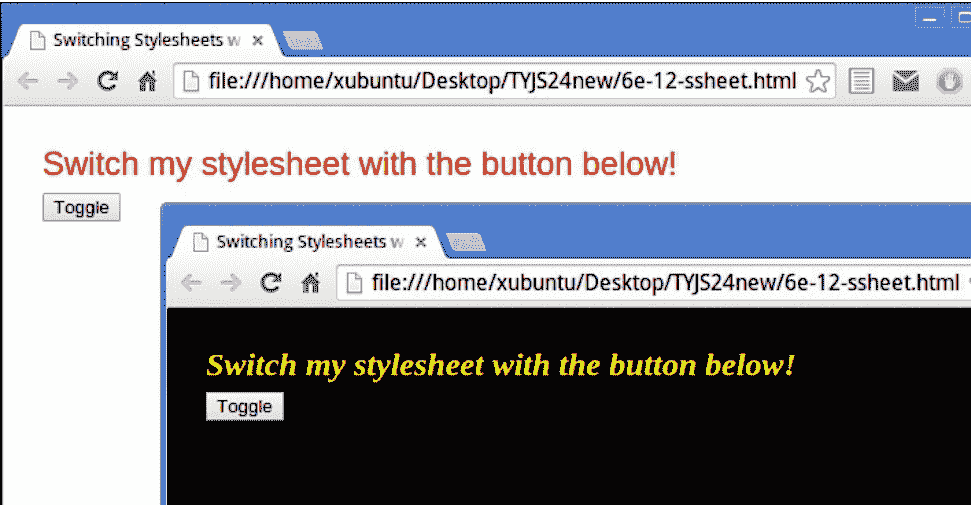 Switching Stylesheets w
file:///home/xubuntu/Desktop/TYJS24new/6e-12-ssheet.html
Switch my stylesheet with the button below!
Toggle
Switching Stylesheets w
file:///home/xubuntu/Desktop/TYJS24new/6e-12-ssheet.html
Switch my stylesheet with the button below!
Toggle